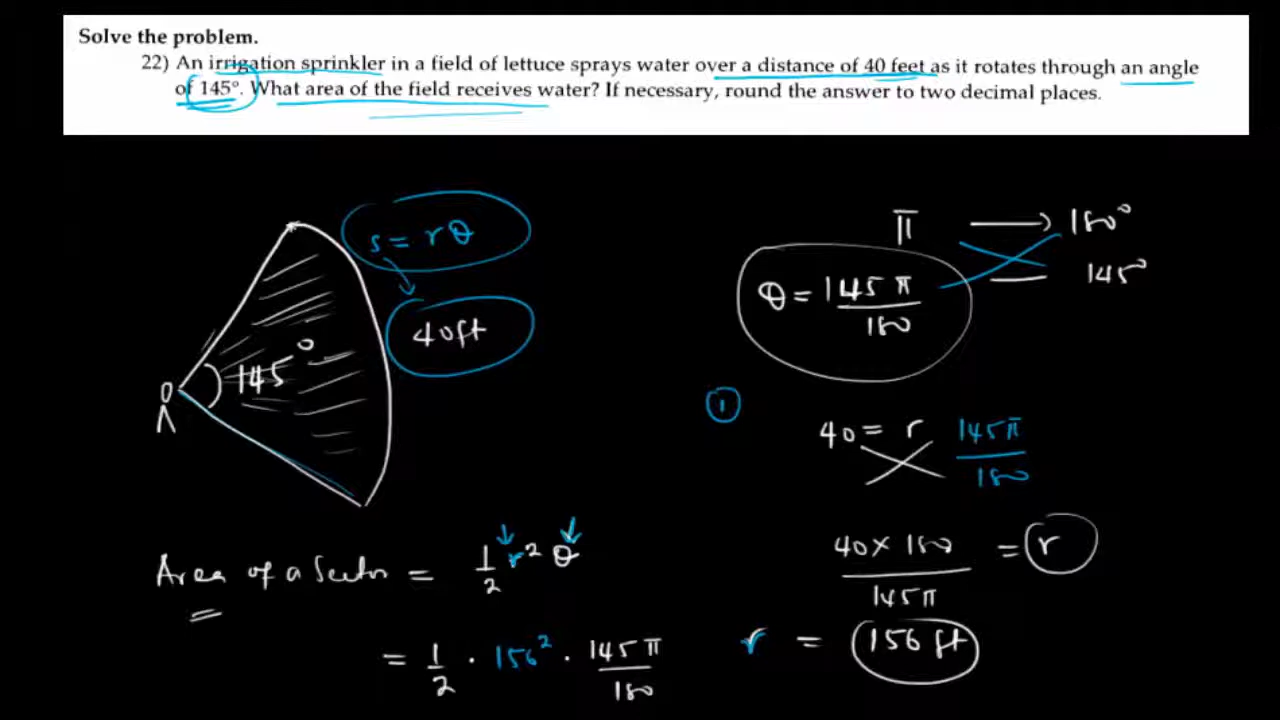 Solve the problem.
22) An irrigation sprinkler in a field of lettuce sprays water over a distance of 40 feet as it rotates through an angle
of 145°. What area of the field receives water? If necessary, round the answer to two decimal places.
s = rθ
40ft
145°
π → 180°
145°
θ = 145π/180
1
40 = r 145π/180
40 × 180/145π = r
r = 156 ft
Area of a Sector = 1/2 r² θ
= 1/2 · 156² · 145π/180